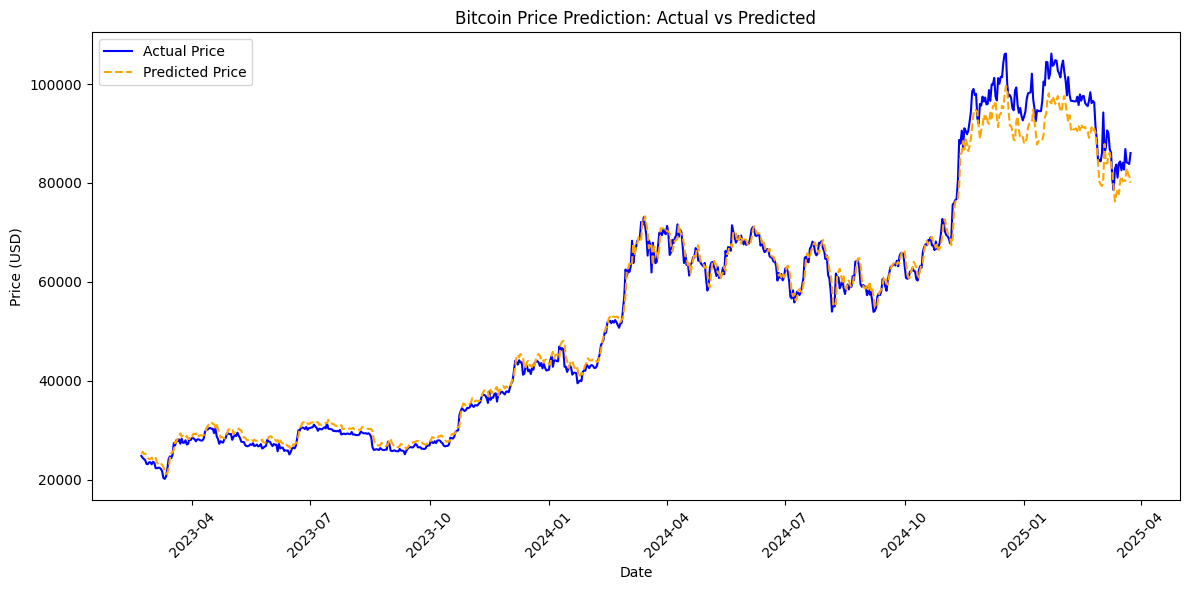 Bitcoin Price Prediction: Actual vs Predicted
Actual Price
Predicted Price
Price (USD)
100000
80000
60000
40000
20000
2023-04
2023-07
2023-10
2024-01
2024-04
2024-07
2024-10
2025-01
2025-04
Date